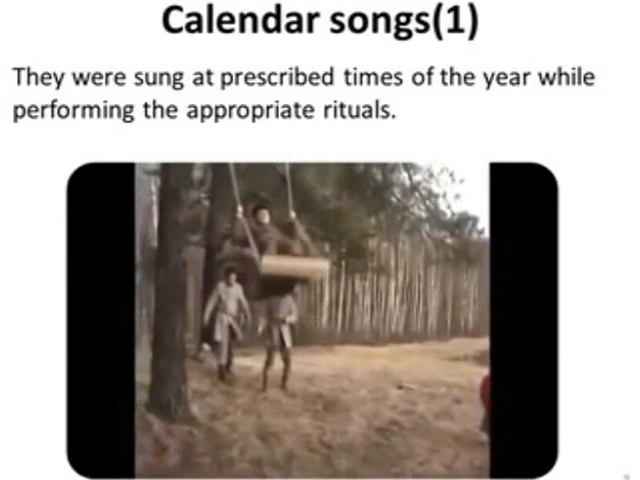 Calendar songs(1)
They were sung at prescribed times of the year while
performing the appropriate rituals.